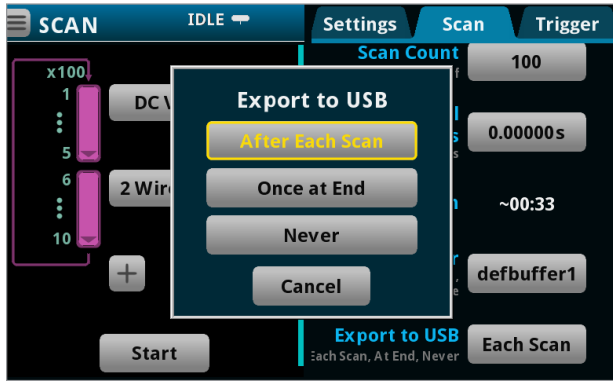 SCAN
IDLE
Settings
Scan
Trigger
x100
1
5
6
10
DC
2 Wir
Start
Export to USB
After Each Scan
Once at End
Never
Cancel
Scan Count
100
0.00000s
~00:33
defbuffer1
Export to USB
Each Scan, At End, Never
Each Scan